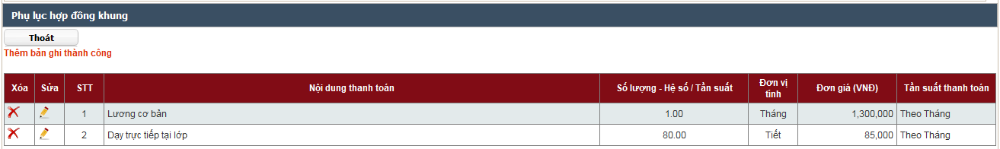 Phụ lục hợp đồng khung
Thoát
Thêm bản ghi thành công
Xóa Sửa STT Nội dung thanh toán Số lượng - Hệ số / Tần suất Đơn vị tính Đơn giá (VNĐ) Tần suất thanh toán
1 Lương cơ bản 1.00 Tháng 1,300,000 Theo Tháng
2 Dạy trực tiếp tại lớp 80.00 Tiết 85,000 Theo Tháng